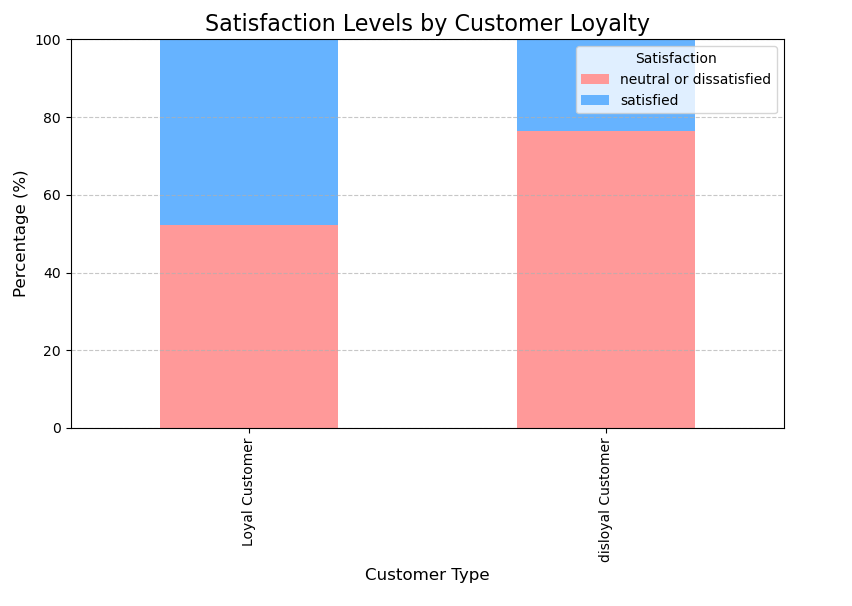 Satisfaction Levels by Customer Loyalty
100
80
60
40
20
0
Percentage (%)
Satisfaction
neutral or dissatisfied
satisfied
Loyal Customer
disloyal Customer
Customer Type